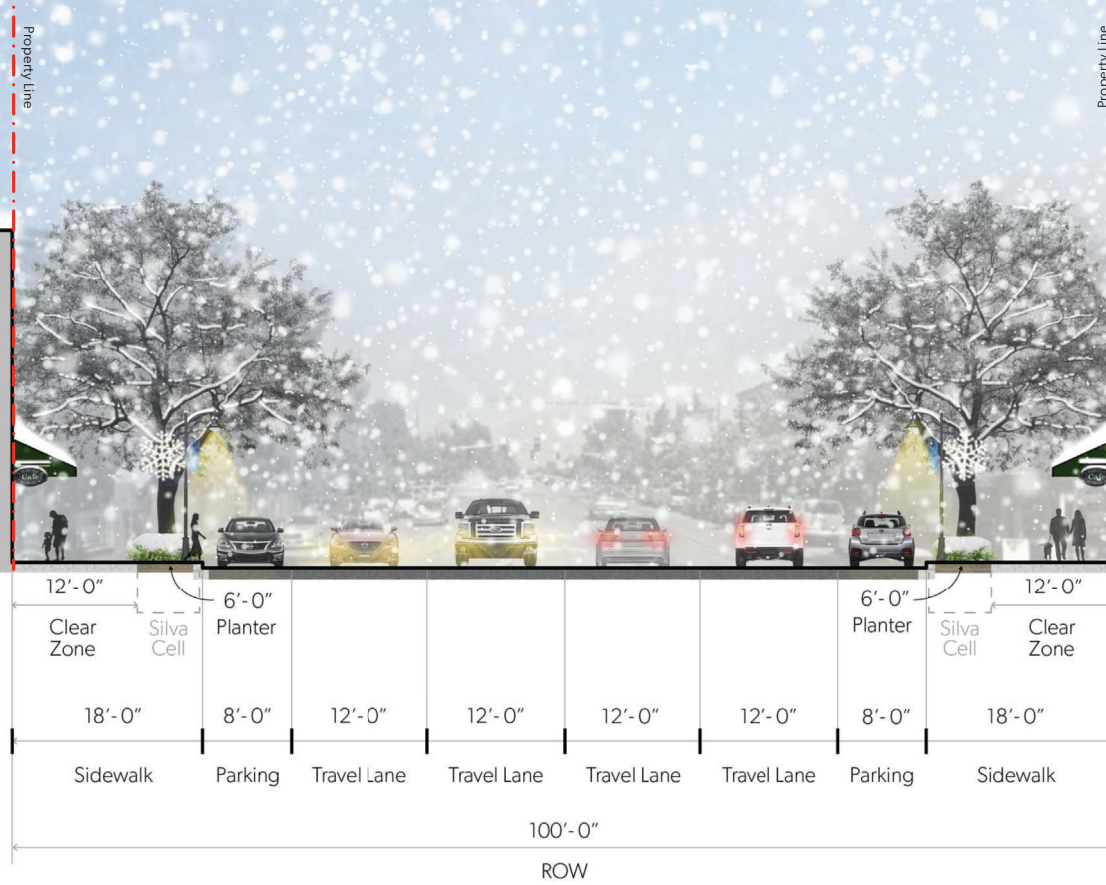 Property Line
Property Line
Cafe
Cafe
12'-0"
6'-0"
6'-0"
12'-0"
Clear
Zone
Silva
Cell
Planter
Planter
Silva
Cell
Clear
Zone
18'-0"
8'-0"
12'-0"
12'-0"
12'-0"
12'-0"
8'-0"
18'-0"
Sidewalk
Parking
Travel Lane
Travel Lane
Travel Lane
Travel Lane
Parking
Sidewalk
100'-0"
ROW